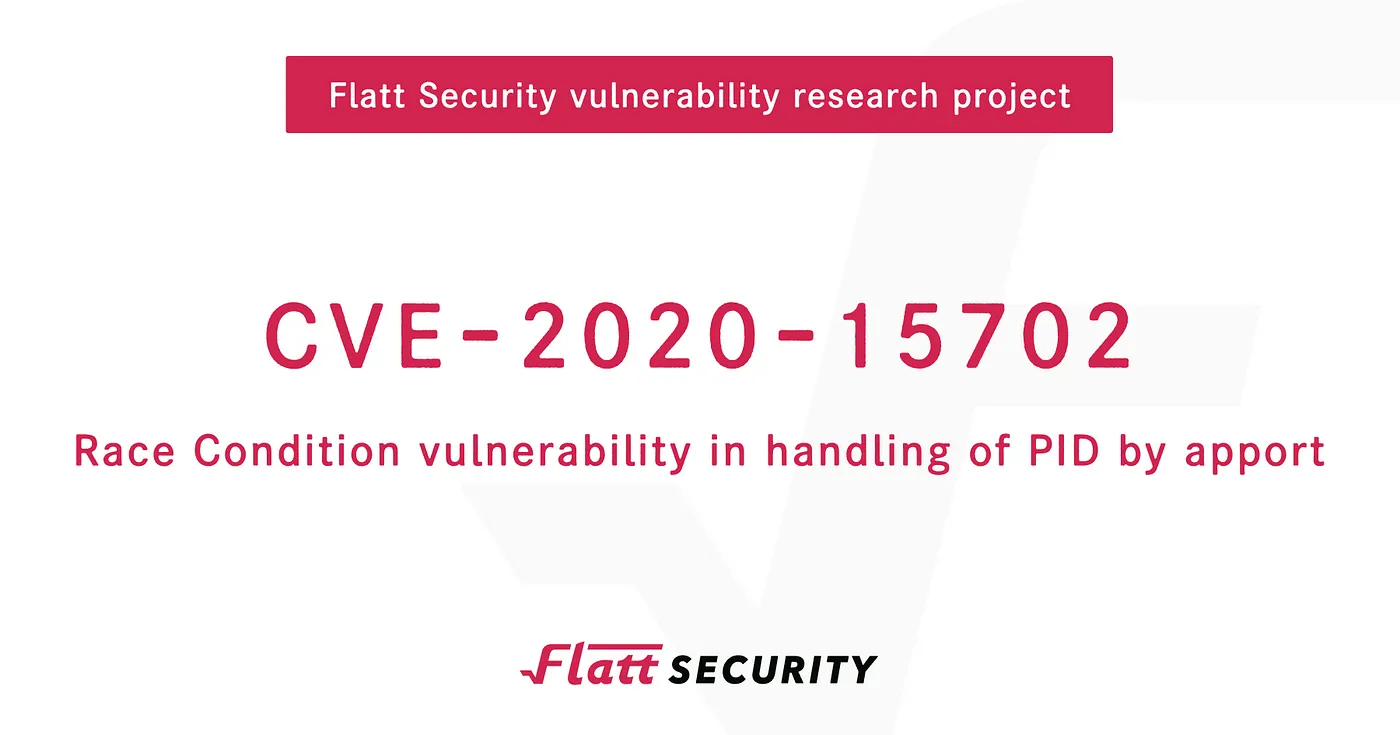 Flatt Security vulnerability research project
CVE-2020-15702
Race Condition vulnerability in handling of PID by apport
Flatt SECURITY